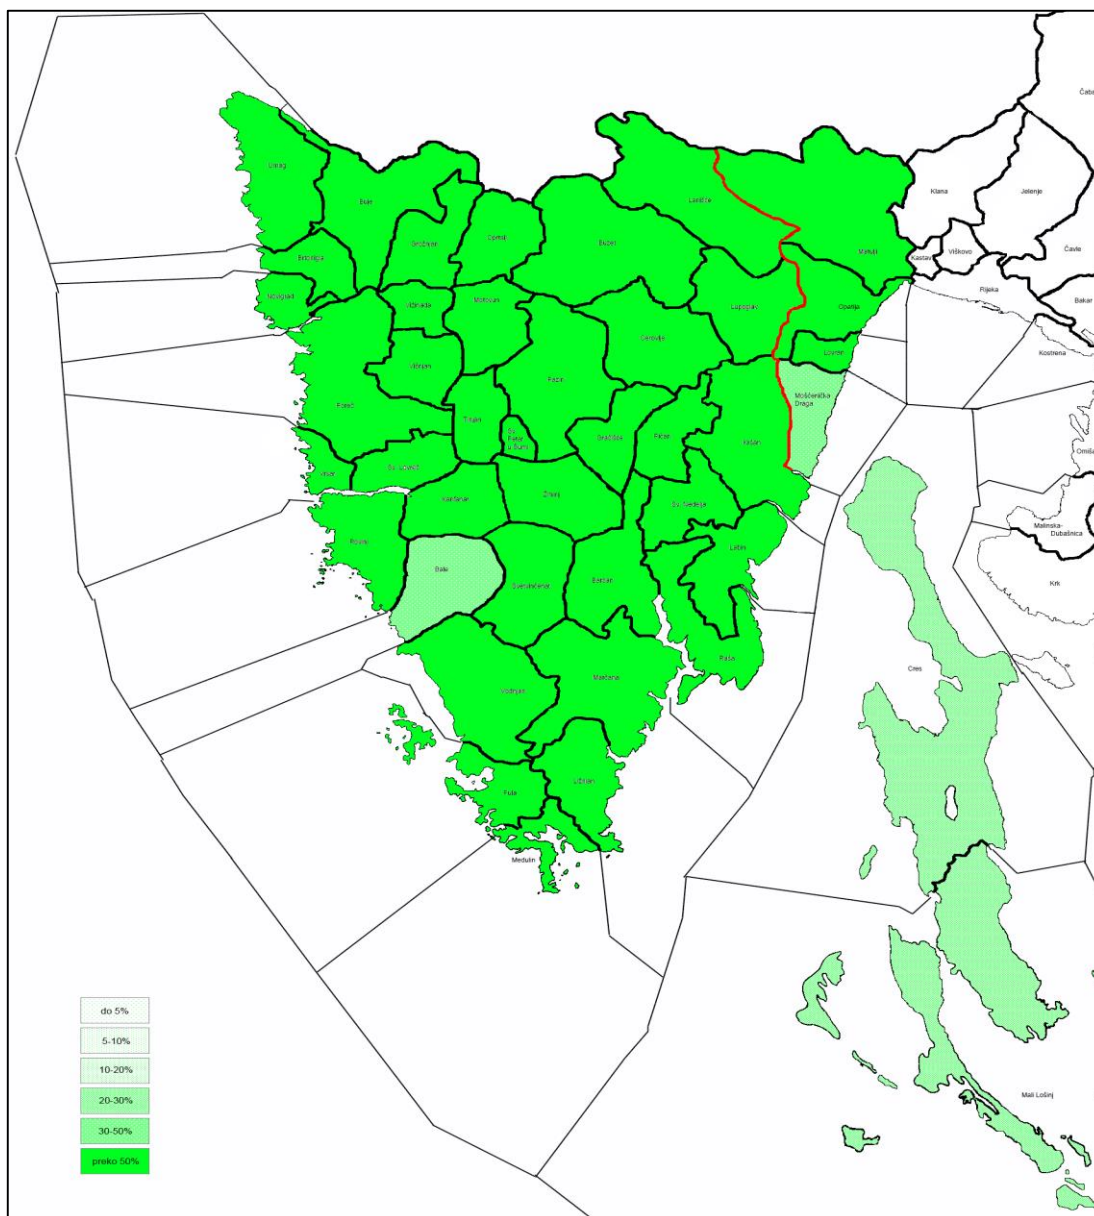 Čaba
Umag
Buje
Klana
Jelenje
Lanišće
Grožnjan
Oprtalj
Buzet
Matulji
Kastav
Viškovo
Čavle
Brtonigla
Rijeka
Bakar
Novigrad
Vižinada
Motovun
Lupoglav
Opatija
Kostrena
Cerovlje
Lovran
Višnjan
Pazin
Mošćenička
Draga
Poreč
Tinjan
Sv.
Petar
u Šumi
Gračišće
Pićan
Kršan
Omiša
Vrsar
Sv. Lovreč
Kanfanar
Žminj
Sv. Nedelja
Malinska-
Dubašnica
Rovinj
Labin
Bale
Svetvinčenat
Barban
Krk
Raša
Cres
Vodnjan
Marčana
Ližnjan
Pula
Medulin
do 5%
5-10%
10-20%
20-30%
30-50%
preko 50%
Mali Lošinj